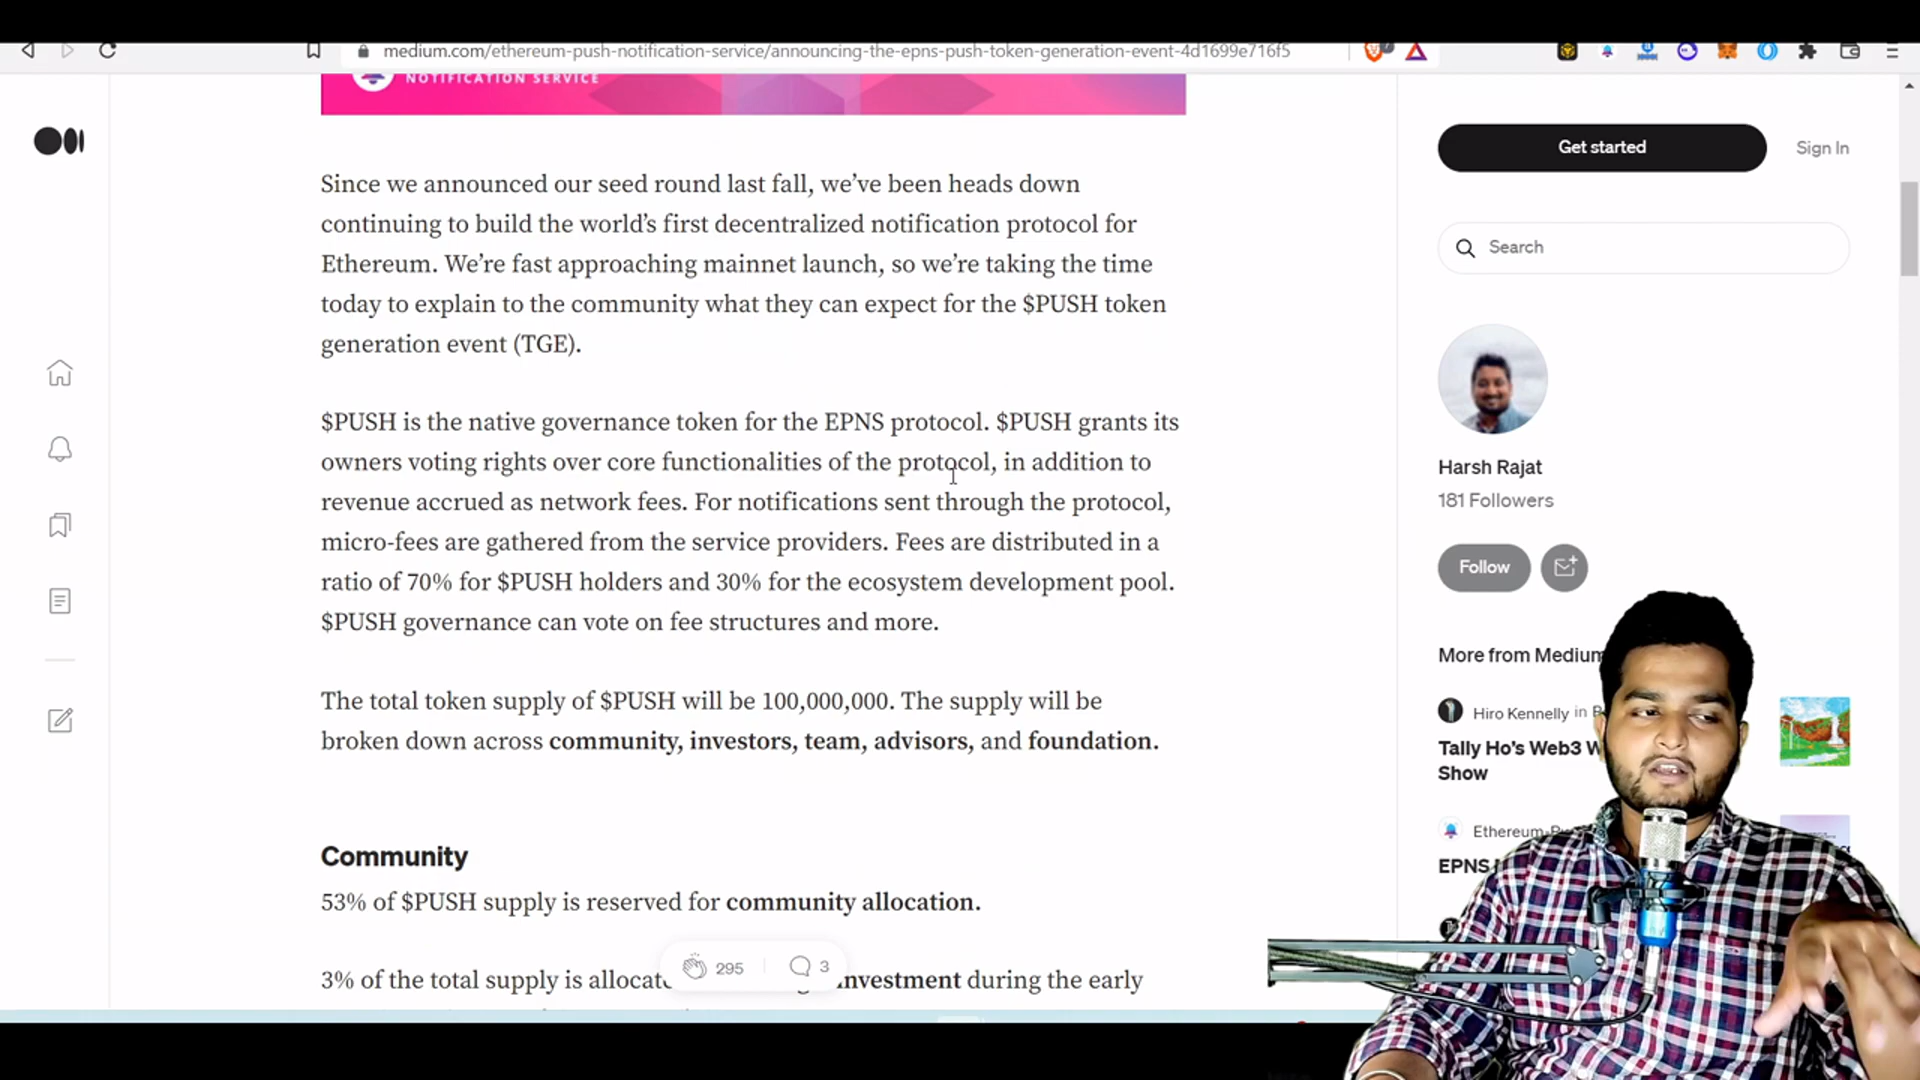 medium.com/ethereum-push-notification-service/announcing-the-epns-push-token-generation-event-4d1699e716f5
NOTIFICATION SERVICE
Since we announced our seed round last fall, we’ve been heads down
continuing to build the world’s first decentralized notification protocol for
Ethereum. We’re fast approaching mainnet launch, so we’re taking the time
today to explain to the community what they can expect for the $PUSH token
generation event (TGE).
$PUSH is the native governance token for the EPNS protocol. $PUSH grants its
owners voting rights over core functionalities of the protocol, in addition to
revenue accrued as network fees. For notifications sent through the protocol,
micro-fees are gathered from the service providers. Fees are distributed in a
ratio of 70% for $PUSH holders and 30% for the ecosystem development pool.
$PUSH governance can vote on fee structures and more.
The total token supply of $PUSH will be 100,000,000. The supply will be
broken down across community, investors, team, advisors, and foundation.
Community
53% of $PUSH supply is reserved for community allocation.
295
3
3% of the total supply is investment during the early
Get started
Sign In
Search
Harsh Rajat
181 Followers
Follow
More from Medium
Hiro Kennelly in
Tally Ho’s Web3
Show
EPNS